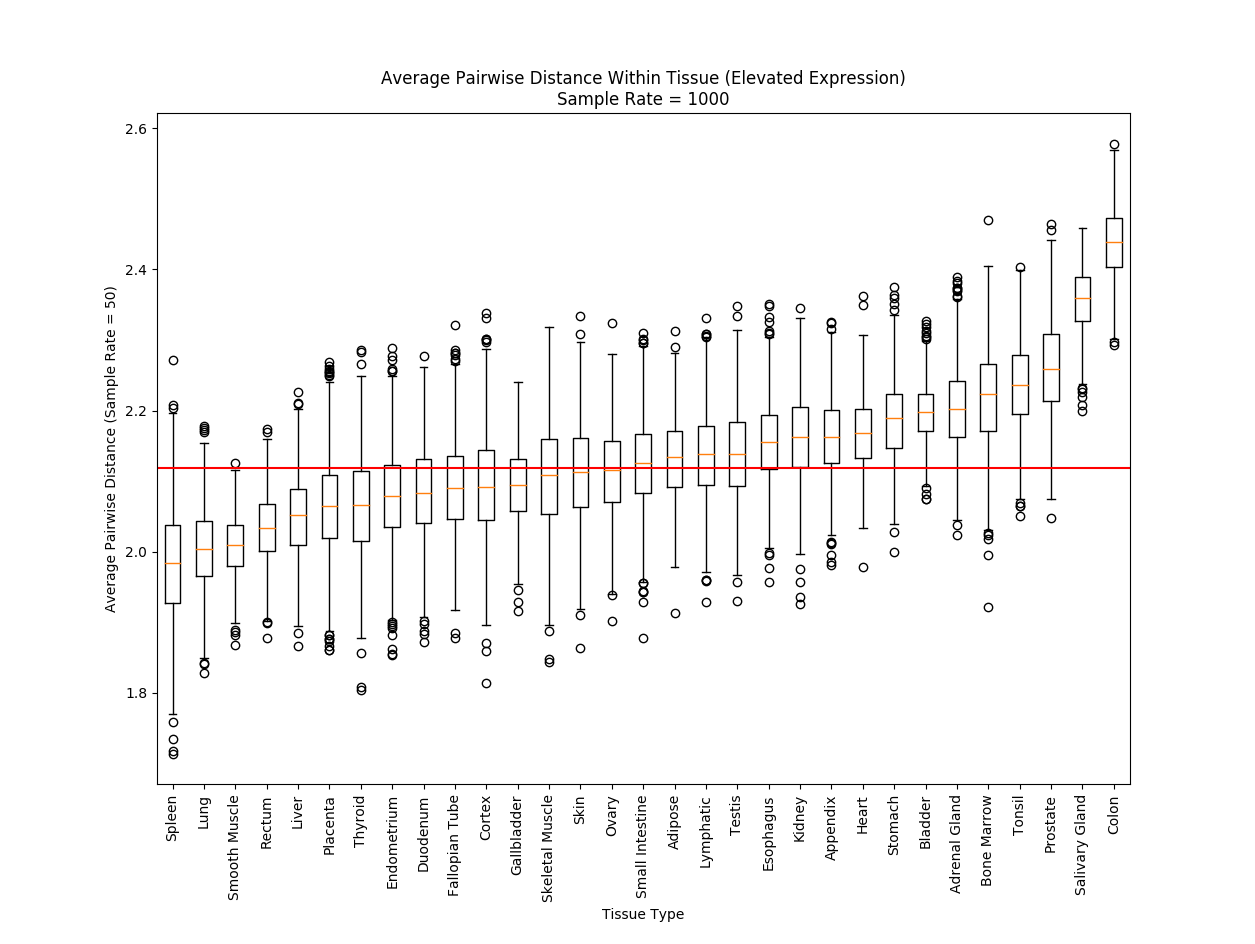 Average Pairwise Distance Within Tissue (Elevated Expression)
Sample Rate = 1000
Average Pairwise Distance (Sample Rate = 50)
2.6
2.4
2.2
2.0
1.8
Spleen
Lung
Smooth Muscle
Rectum
Liver
Placenta
Thyroid
Endometrium
Duodenum
Fallopian Tube
Cortex
Gallbladder
Skeletal Muscle
Skin
Ovary
Small Intestine
Adipose
Lymphatic
Testis
Esophagus
Kidney
Appendix
Heart
Stomach
Bladder
Adrenal Gland
Bone Marrow
Tonsil
Prostate
Salivary Gland
Colon
Tissue Type